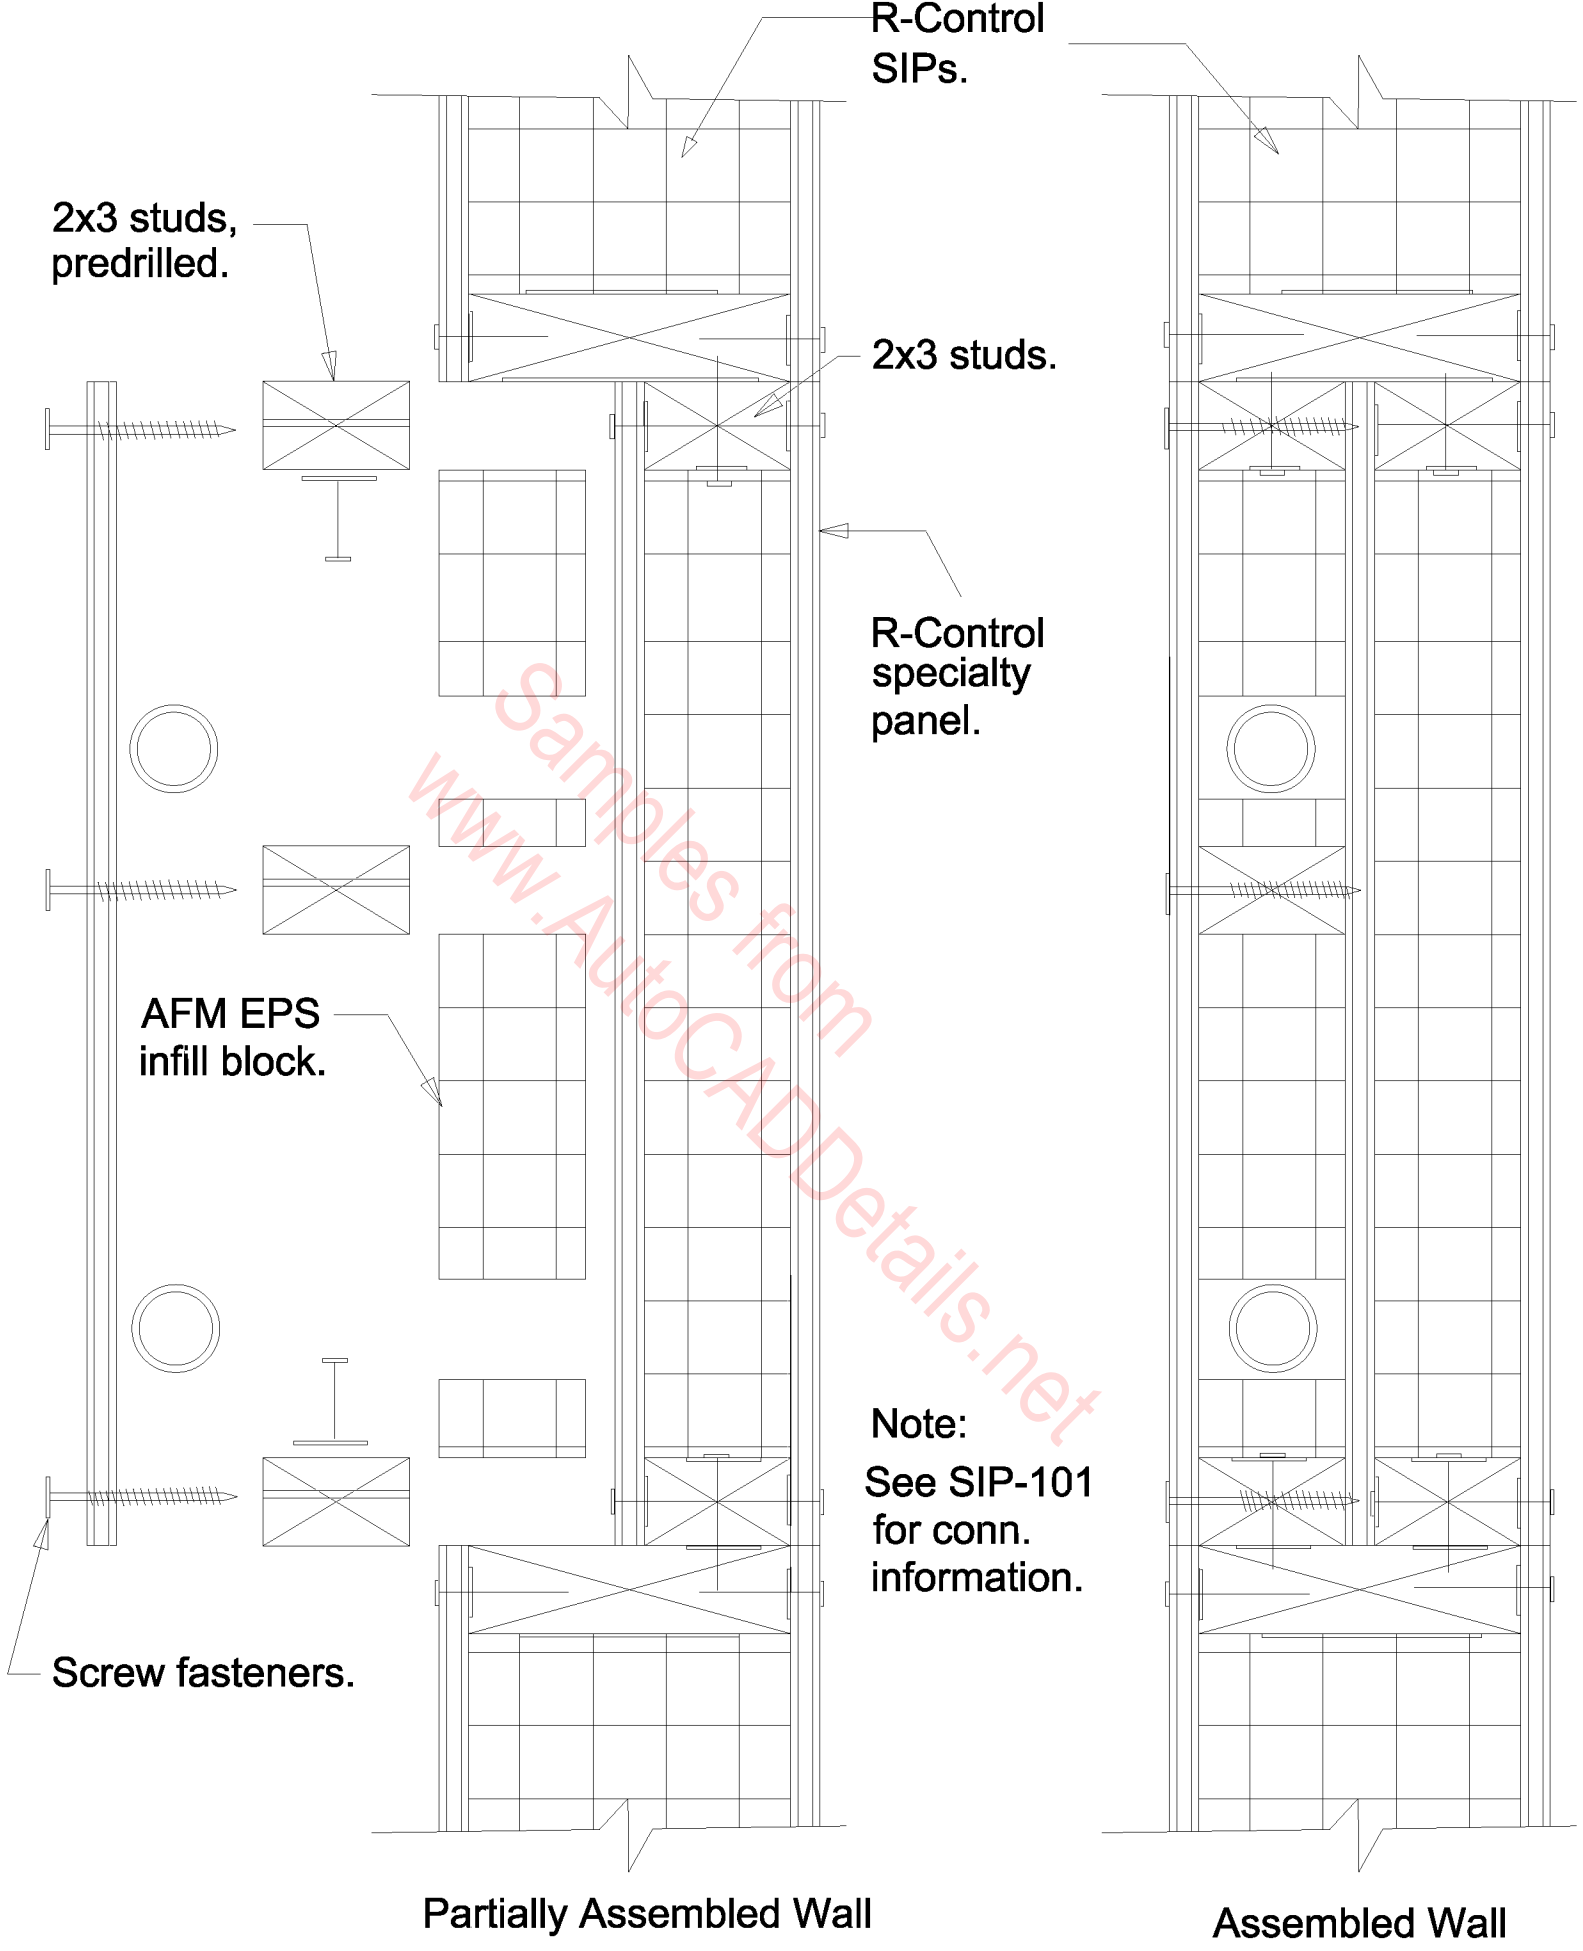 R-Control
SIPs.
2x3 studs,
predrilled.
2x3 studs.
R-Control
specialty
panel.
Samples from
www.AutoCADDetails.net
AFM EPS
infill block.
Note:
See SIP-101
for conn.
information.
Screw fasteners.
Partially Assembled Wall
Assembled Wall